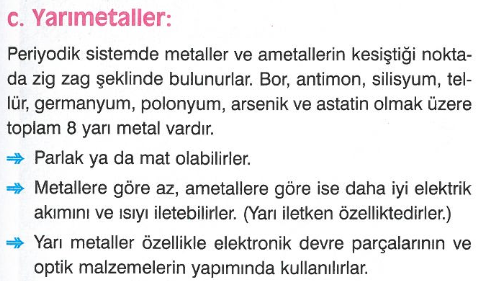 c. Yarımetaller:
Periyodik sistemde metaller ve ametallerin kesiştiği nokta-
da zig zag şeklinde bulunurlar. Bor, antimon, silisyum, tel-
lür, germanyum, polonyum, arsenik ve astatin olmak üzere
toplam 8 yarı metal vardır.
⇒ Parlak ya da mat olabilirler.
⇒ Metallere göre az, ametallere göre ise daha iyi elektrik
akımını ve ısıyı iletebilirler. (Yarı iletken özelliktedirler.)
⇒ Yarı metaller özellikle elektronik devre parçalarının ve
optik malzemelerin yapımında kullanılırlar.